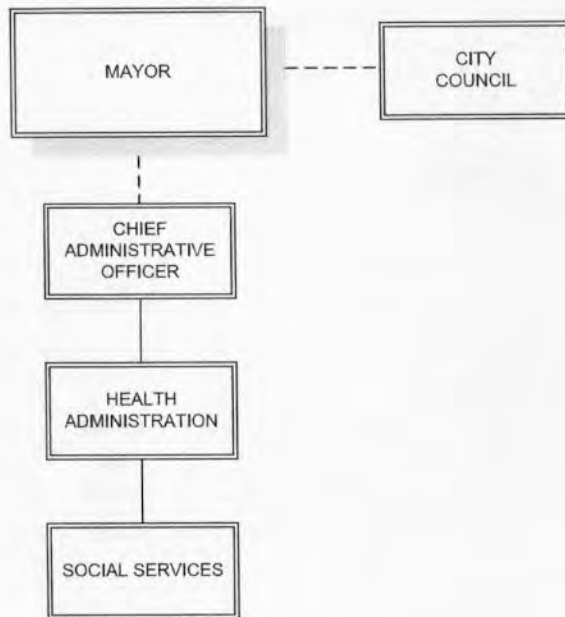 MAYOR
CITY
COUNCIL
CHIEF
ADMINISTRATIVE
OFFICER
HEALTH
ADMINISTRATION
SOCIAL SERVICES